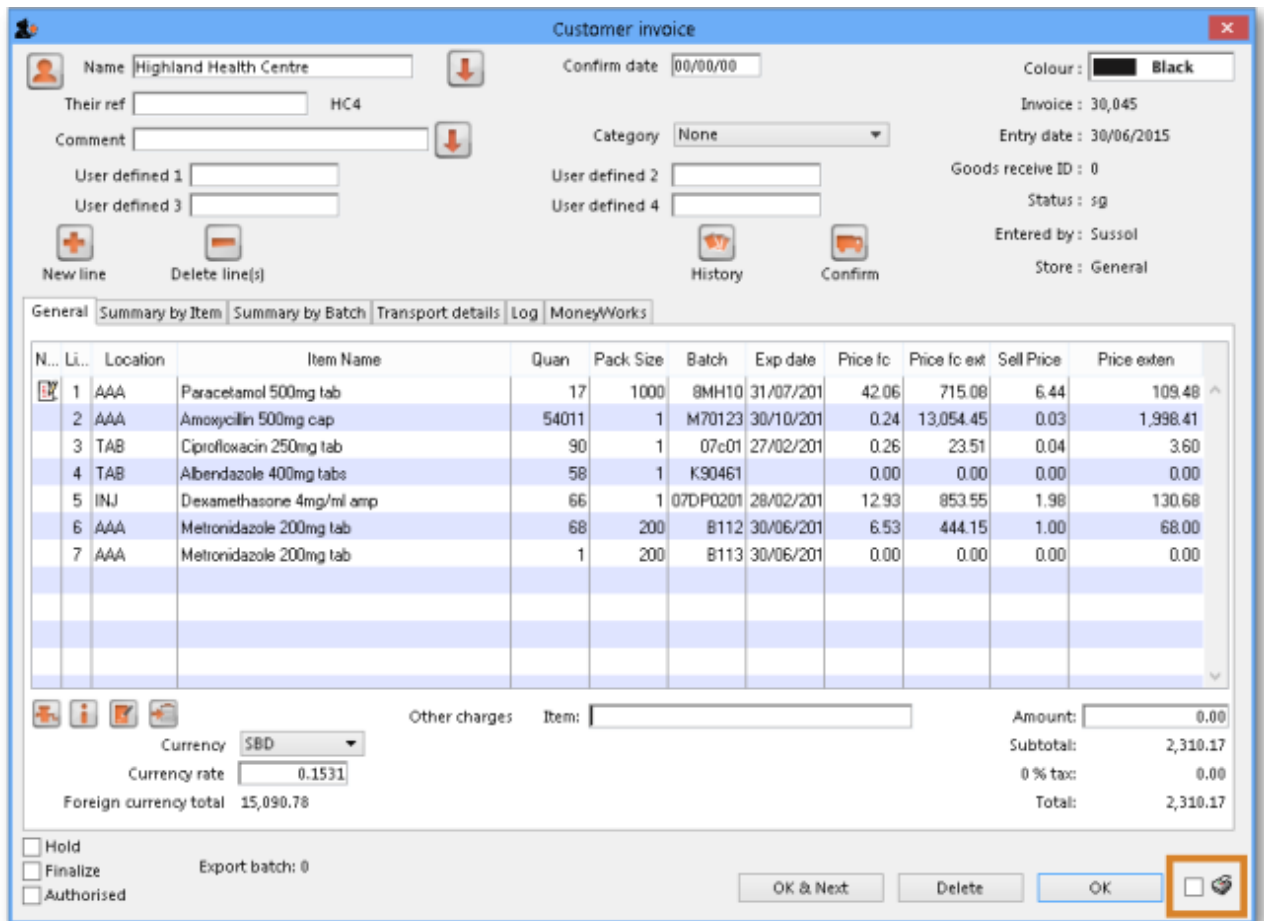 Customer invoice
Name Highland Health Centre Confirm date 00/00/00 Colour : Black
Their ref HC4 Invoice : 30,045
Comment Category None Entry date : 30/06/2015
Goods receive ID : 0
User defined 1 User defined 2
Status : sg
User defined 3 User defined 4
Entered by : Sussol
New line Delete line(s) History Confirm Store : General
General Summary by Item Summary by Batch Transport details Log MoneyWorks
N... Li... Location Item Name Quan Pack Size Batch Exp date Price fc Price fc ext Sell Price Price exten
1 AAA Paracetamol 500mg tab 17 1000 8MH10 31/07/201 42.06 715.08 6.44 109.48
2 AAA Amoxycillin 500mg cap 54011 1 M70123 30/10/201 0.24 13,054.45 0.03 1,998.41
3 TAB Ciprofloxacin 250mg tab 90 1 07c01 27/02/201 0.26 23.51 0.04 3.60
4 TAB Albendazole 400mg tabs 58 1 K90461 0.00 0.00 0.00 0.00
5 INJ Dexamethasone 4mg/ml amp 66 1 07DP0201 28/02/201 12.93 853.55 1.98 130.68
6 AAA Metronidazole 200mg tab 68 200 B112 30/06/201 6.53 444.15 1.00 68.00
7 AAA Metronidazole 200mg tab 1 200 B113 30/06/201 0.00 0.00 0.00 0.00
Other charges Item: Amount: 0.00
Currency SBD Subtotal: 2,310.17
Currency rate 0.1531 0 % tax: 0.00
Foreign currency total 15,090.78 Total: 2,310.17
Hold
Finalize Export batch: 0
Authorised OK & Next Delete OK